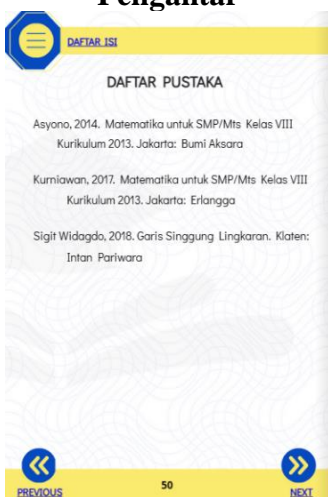 Pengantar
DAFTAR ISI
DAFTAR PUSTAKA
Asyono, 2014. Matematika untuk SMP/Mts Kelas VIII
Kurikulum 2013. Jakarta: Bumi Aksara
Kurniawan, 2017. Matematika untuk SMP/Mts Kelas VIII
Kurikulum 2013. Jakarta: Erlangga
Sigit Widagdo, 2018. Garis Singgung Lingkaran. Klaten:
Intan Pariwara
PREVIOUS
50
NEXT